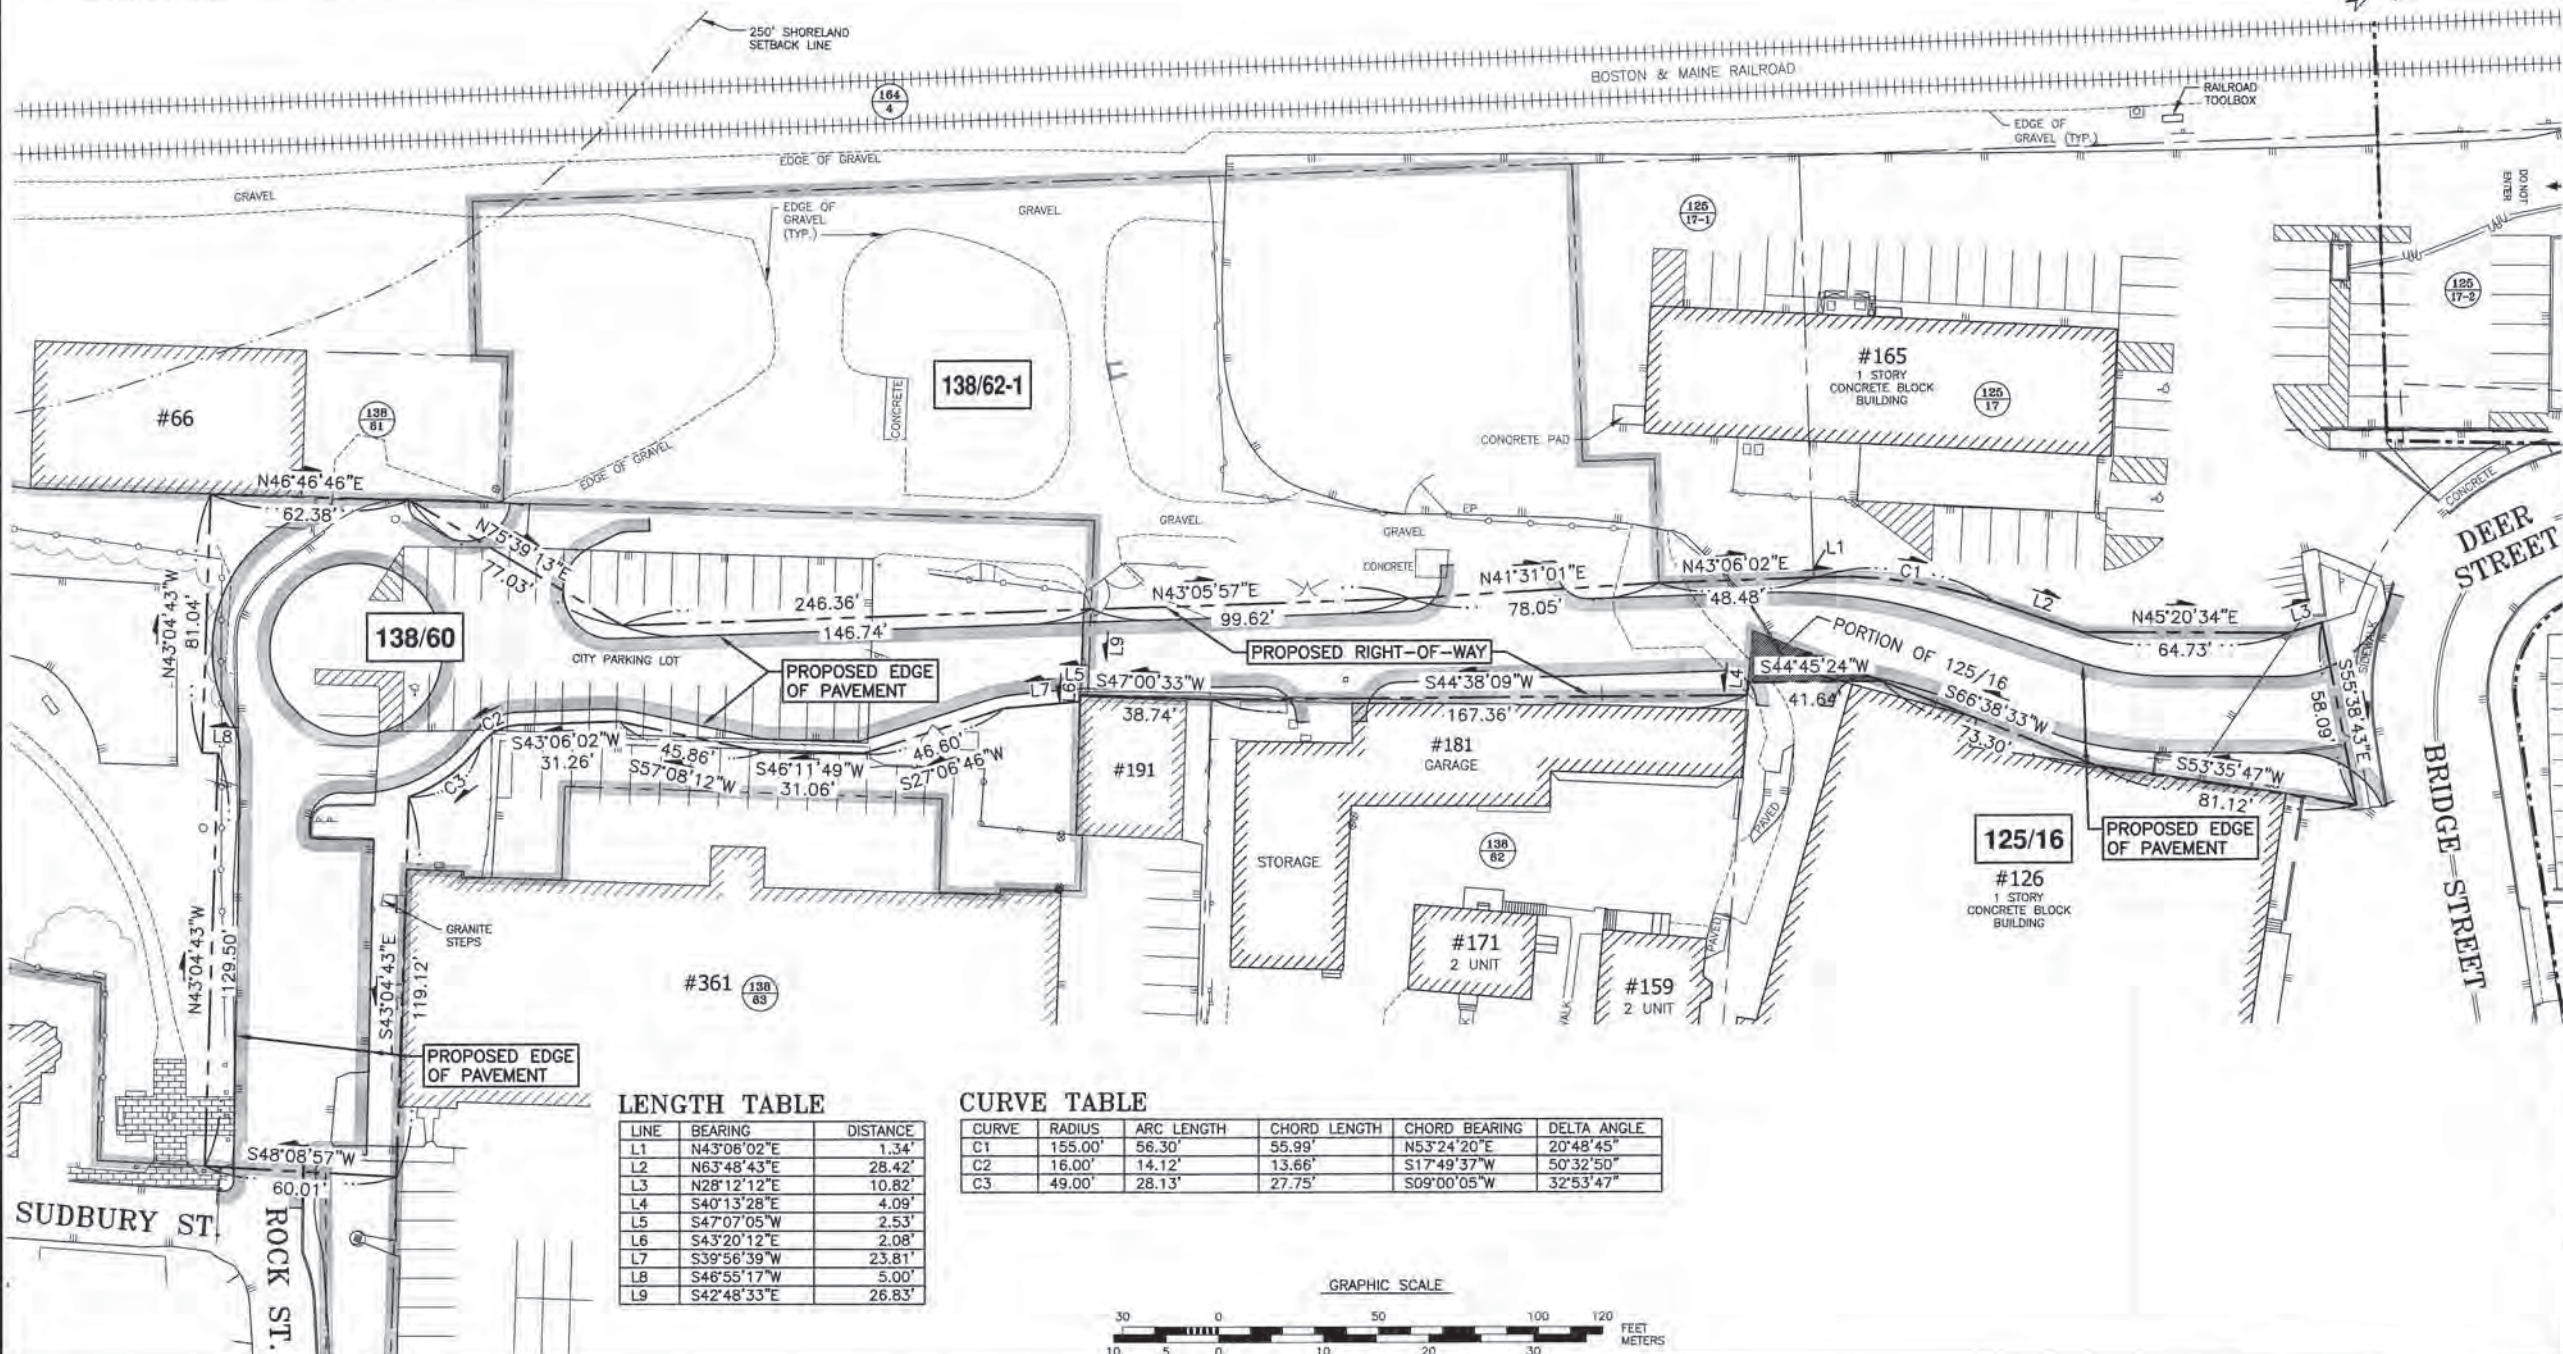 250' SHORELAND
SETBACK LINE
164
4
BOSTON & MAINE RAILROAD
RAILROAD
TOOLBOX
EDGE OF
GRAVEL (TYP.)
EDGE OF GRAVEL
GRAVEL
EDGE OF
GRAVEL
(TYP.)
GRAVEL
125
17-1
DO NOT
ENTER
125
17-2
#66
138
61
CONCRETE
138/62-1
EDGE OF GRAVEL
#165
1 STORY
CONCRETE BLOCK
BUILDING
125
17
CONCRETE PAD
CONCRETE
DEER
STREET
N46°46'46"E
62.38'
N75°39'13"E
77.03'
GRAVEL
EP
GRAVEL
CONCRETE
N43°04'43"W
81.04'
138/60
CITY PARKING LOT
246.36'
146.74'
N43°05'57"E
99.62'
N41°31'01"E
78.05'
N43°06'02"E
48.48'
L1
C1
L2
N45°20'34"E
64.73'
L3
SIDEWALK
PROPOSED EDGE
OF PAVEMENT
L9
PROPOSED RIGHT-OF-WAY
PORTION OF 125/16
S44°45'24"W
41.64'
S66°38'33"W
73.30'
S55°38'43"E
58.09'
L5
L7
L6
S47°00'33"W
38.74'
S44°38'09"W
167.36'
L4
L8
C2
S43°06'02"W
31.26'
45.86'
S57°08'12"W
S46°11'49"W
31.06'
46.60'
S27°06'46"W
C3
#191
#181
GARAGE
PAVED
S53°35'47"W
81.12'
BRIDGE STREET
STORAGE
138
62
125/16
#126
1 STORY
CONCRETE BLOCK
BUILDING
PROPOSED EDGE
OF PAVEMENT
N43°04'43"W
129.50'
GRANITE
STEPS
S43°04'43"E
119.12'
#361
138
63
#171
2 UNIT
#159
2 UNIT
PAVED
PROPOSED EDGE
OF PAVEMENT
S48°08'57"W
60.01'
SUDBURY ST.
ROCK ST.
LENGTH TABLE
LINE BEARING DISTANCE
L1 N43°06'02"E 1.34'
L2 N63°48'43"E 28.42'
L3 N28°12'12"E 10.82'
L4 S40°13'28"E 4.09'
L5 S47°07'05"W 2.53'
L6 S43°20'12"E 2.08'
L7 S39°56'39"W 23.81'
L8 S46°55'17"W 5.00'
L9 S42°48'33"E 26.83'
CURVE TABLE
CURVE RADIUS ARC LENGTH CHORD LENGTH CHORD BEARING DELTA ANGLE
C1 155.00' 56.30' 55.99' N53°24'20"E 20°48'45"
C2 16.00' 14.12' 13.66' S17°49'37"W 50°32'50"
C3 49.00' 28.13' 27.75' S09°00'05"W 32°53'47"
GRAPHIC SCALE
30 0 50 100 120
FEET
METERS
10 5 0 10 20 30